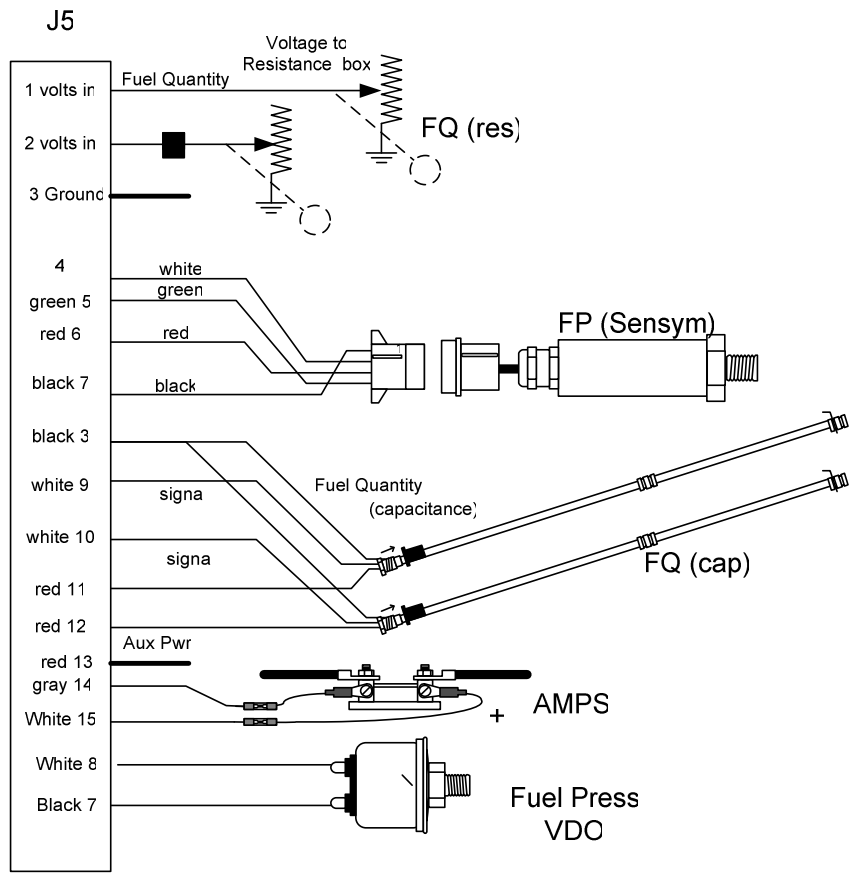 J5
Voltage to
Resistance box
1 volts in
Fuel Quantity
FQ (res)
2 volts in
3 Ground
4
white
green 5
green
red 6
red
FP (Sensym)
black 7
black
black 3
white 9
signa
Fuel Quantity
(capacitance)
white 10
signa
FQ (cap)
red 11
red 12
Aux Pwr
red 13
gray 14
AMPS
White 15
+
White 8
Black 7
Fuel Press
VDO